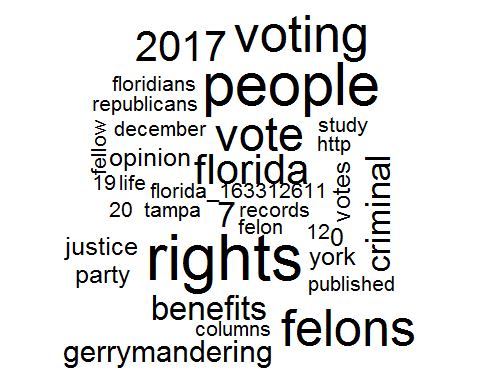 2017 voting
floridians
republicans people
fellow december vote study
http
opinion florida votes criminal
19 life florida_163312611
20 tampa 7 records
felon 12 0
justice rights york
party published
benefits
columns felons
gerrymandering